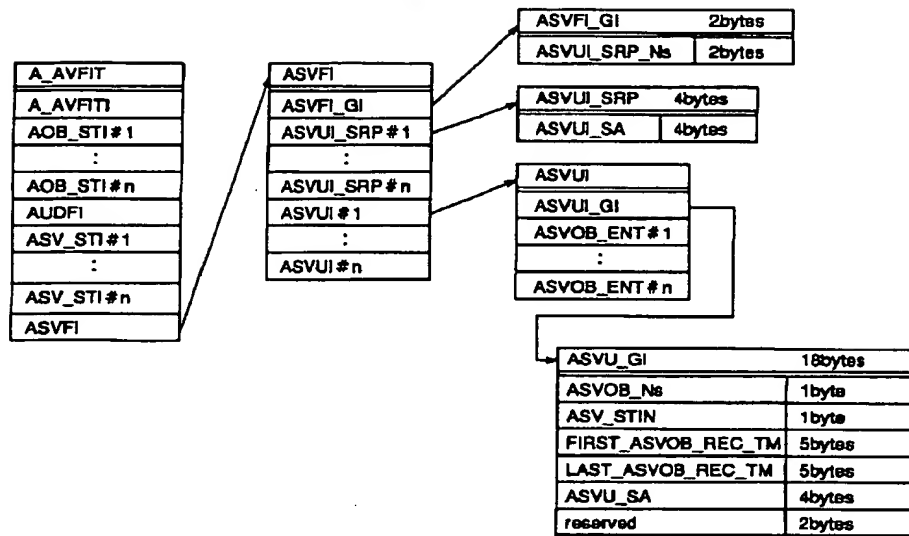 A_AVFIT
A_AVFITI
AOB_STI#1
:
AOB_STI#n
AUDFI
ASV_STI#1
:
ASV_STI#n
ASVFI
ASVFI
ASVFI_GI
ASVUI_SRP#1
:
ASVUI_SRP#n
ASVUI#1
:
ASVUI#n
ASVFI_GI 2bytes
ASVUI_SRP_Ns 2bytes
ASVUI_SRP 4bytes
ASVUI_SA 4bytes
ASVUI
ASVUI_GI
ASVOB_ENT#1
:
ASVOB_ENT#n
ASVU_GI 18bytes
ASVOB_Ns 1byte
ASV_STIN 1byte
FIRST_ASVOB_REC_TM 5bytes
LAST_ASVOB_REC_TM 5bytes
ASVU_SA 4bytes
reserved 2bytes